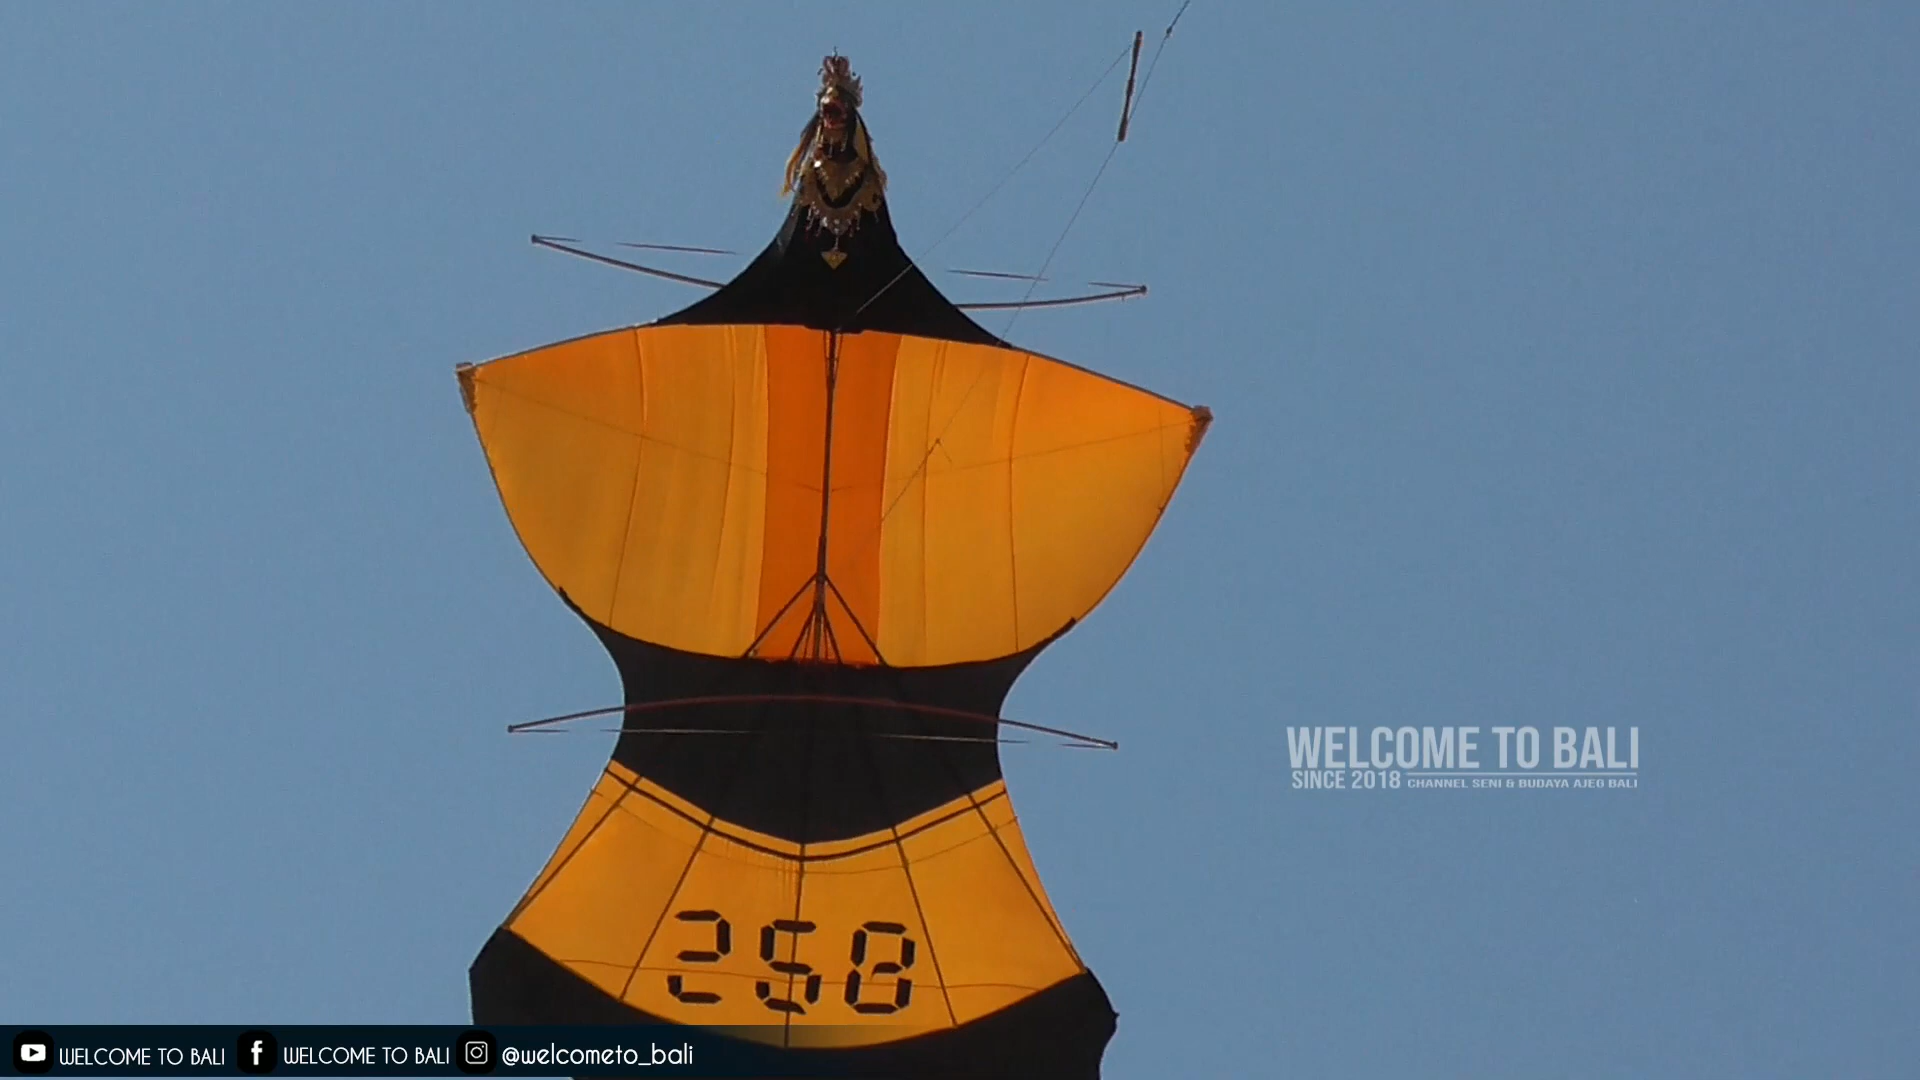 WELCOME TO BALI
SINCE 2018 CHANNEL SENI & BUDAYA AJEG BALI
258
WELCOME TO BALI WELCOME TO BALI @welcometo_bali